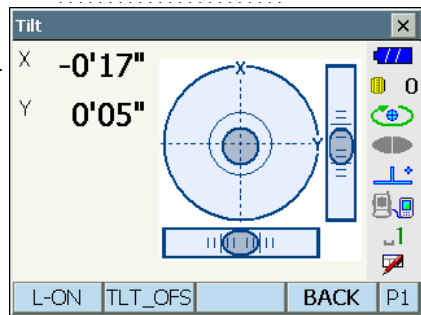 Tilt
X -0'17"
Y 0'05"
X
Y
0
1
L-ON TLT_OFS BACK P1